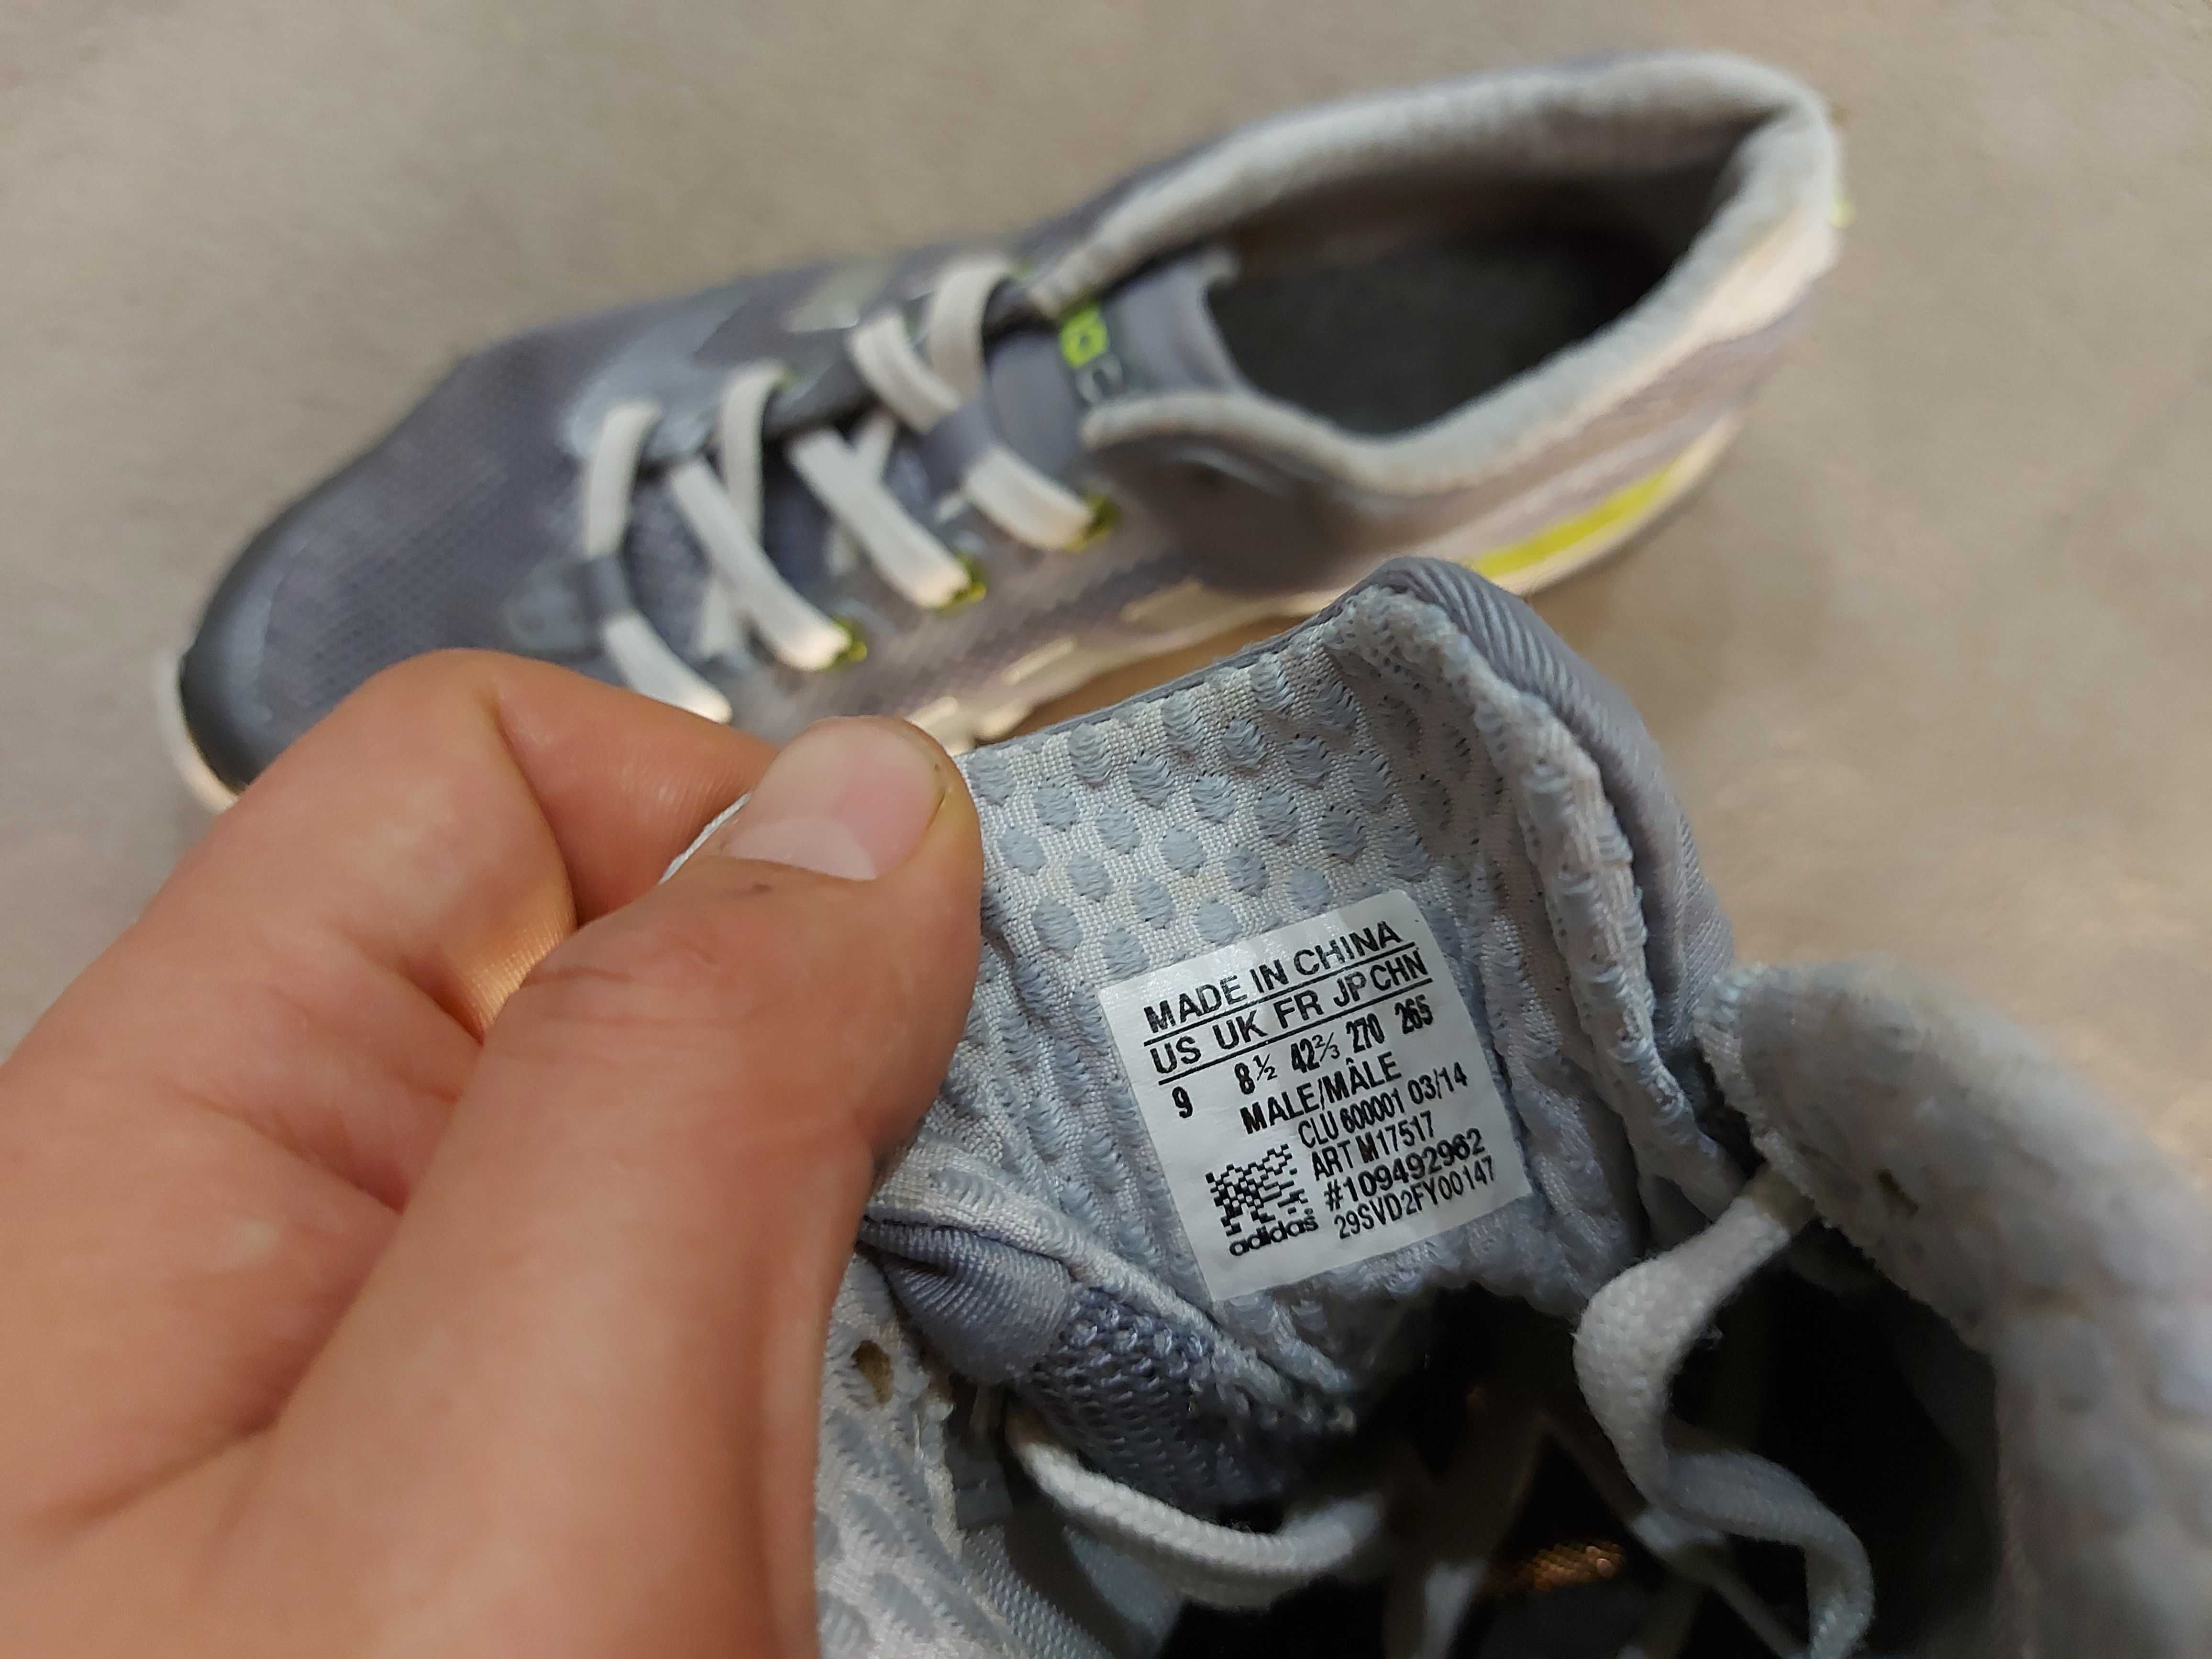 MADE IN CHINA
US UK FR JP CHN
9 8½ 42⅔ 270 265
MALE/MÂLE
CLU 600001 03/14
ART M17517
#109492962
adidas 29SVD2FY00147